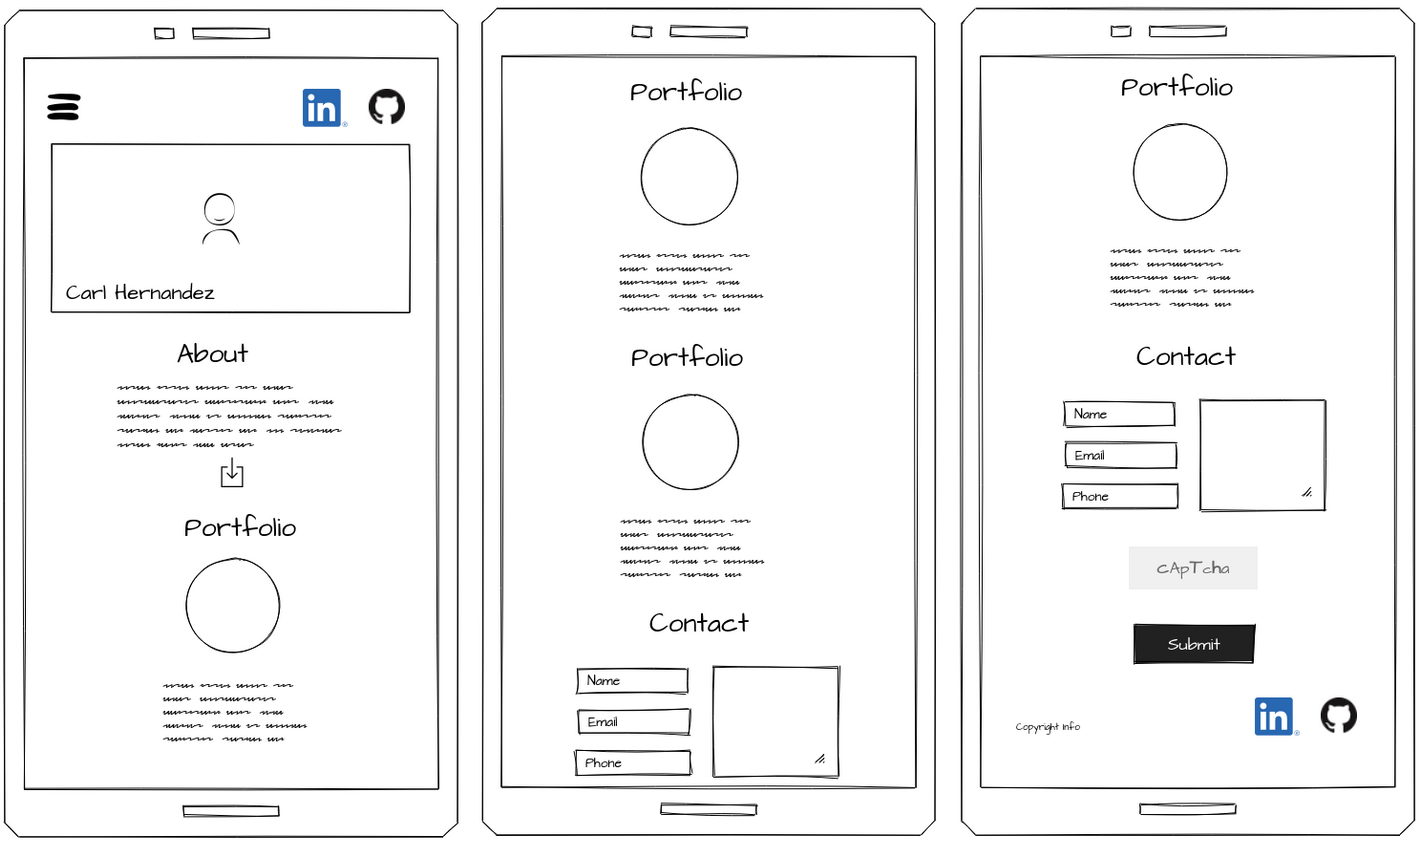 in
Carl Hernandez
About
Portfolio
Portfolio
Portfolio
Contact
Name
Email
Phone
Portfolio
Contact
Name
Email
Phone
cApTcha
Submit
Copyright Info
in